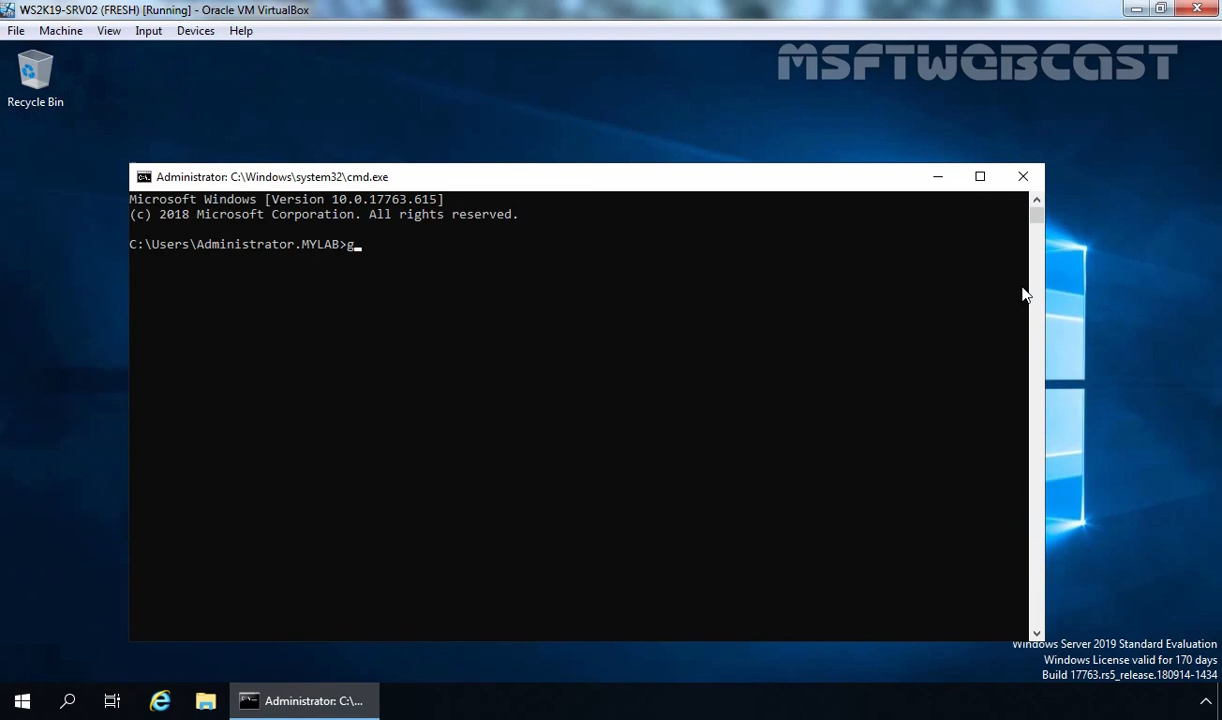 WS2K19-SRV02 (FRESH) [Running] - Oracle VM VirtualBox
File Machine View Input Devices Help
MSFTWEBCAST
Recycle Bin
Administrator: C:\Windows\system32\cmd.exe
Microsoft Windows [Version 10.0.17763.615]
(c) 2018 Microsoft Corporation. All rights reserved.
C:\Users\Administrator.MYLAB>g_
Windows Server 2019 Standard Evaluation
Windows License valid for 170 days
Build 17763.rs5_release.180914-1434
Administrator: C:\...